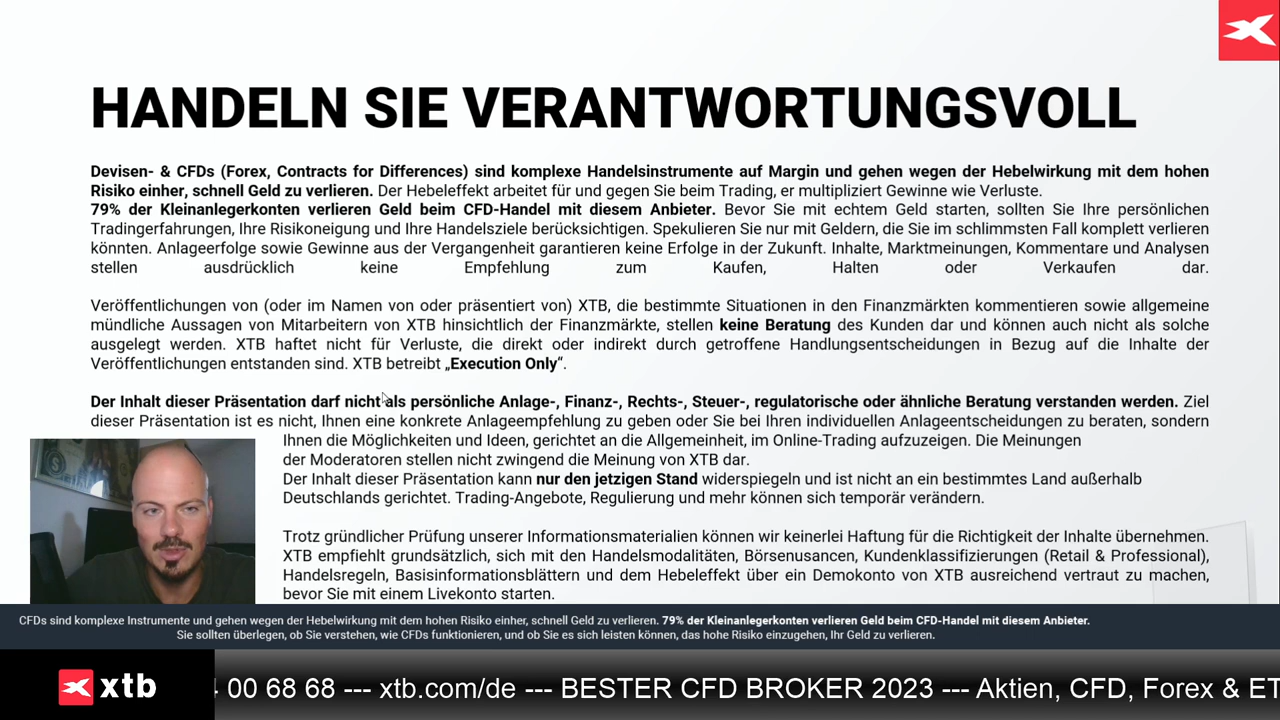 HANDELN SIE VERANTWORTUNGSVOLL
Devisen- & CFDs (Forex, Contracts for Differences) sind komplexe Handelsinstrumente auf Margin und gehen wegen der Hebelwirkung mit dem hohen
Risiko einher, schnell Geld zu verlieren. Der Hebeleffekt arbeitet für und gegen Sie beim Trading, er multipliziert Gewinne wie Verluste.
79% der Kleinanlegerkonten verlieren Geld beim CFD-Handel mit diesem Anbieter. Bevor Sie mit echtem Geld starten, sollten Sie Ihre persönlichen
Tradingerfahrungen, Ihre Risikoneigung und Ihre Handelsziele berücksichtigen. Spekulieren Sie nur mit Geldern, die Sie im schlimmsten Fall komplett verlieren
könnten. Anlageerfolge sowie Gewinne aus der Vergangenheit garantieren keine Erfolge in der Zukunft. Inhalte, Marktmeinungen, Kommentare und Analysen
stellen ausdrücklich keine Empfehlung zum Kaufen, Halten oder Verkaufen dar.
Veröffentlichungen von (oder im Namen von oder präsentiert von) XTB, die bestimmte Situationen in den Finanzmärkten kommentieren sowie allgemeine
mündliche Aussagen von Mitarbeitern von XTB hinsichtlich der Finanzmärkte, stellen keine Beratung des Kunden dar und können auch nicht als solche
ausgelegt werden. XTB haftet nicht für Verluste, die direkt oder indirekt durch getroffene Handlungsentscheidungen in Bezug auf die Inhalte der
Veröffentlichungen entstanden sind. XTB betreibt „Execution Only“.
Der Inhalt dieser Präsentation darf nicht als persönliche Anlage-, Finanz-, Rechts-, Steuer-, regulatorische oder ähnliche Beratung verstanden werden. Ziel
dieser Präsentation ist es nicht, Ihnen eine konkrete Anlageempfehlung zu geben oder Sie bei Ihren individuellen Anlageentscheidungen zu beraten, sondern
Ihnen die Möglichkeiten und Ideen, gerichtet an die Allgemeinheit, im Online-Trading aufzuzeigen. Die Meinungen
der Moderatoren stellen nicht zwingend die Meinung von XTB dar.
Der Inhalt dieser Präsentation kann nur den jetzigen Stand widerspiegeln und ist nicht an ein bestimmtes Land außerhalb
Deutschlands gerichtet. Trading-Angebote, Regulierung und mehr können sich temporär verändern.
Trotz gründlicher Prüfung unserer Informationsmaterialien können wir keinerlei Haftung für die Richtigkeit der Inhalte übernehmen.
XTB empfiehlt grundsätzlich, sich mit den Handelsmodalitäten, Börsenusancen, Kundenklassifizierungen (Retail & Professional),
Handelsregeln, Basisinformationsblättern und dem Hebeleffekt über ein Demokonto von XTB ausreichend vertraut zu machen,
bevor Sie mit einem Livekonto starten.
CFDs sind komplexe Instrumente und gehen wegen der Hebelwirkung mit dem hohen Risiko einher, schnell Geld zu verlieren. 79% der Kleinanlegerkonten verlieren Geld beim CFD-Handel mit diesem Anbieter.
Sie sollten überlegen, ob Sie verstehen, wie CFDs funktionieren, und ob Sie es sich leisten können, das hohe Risiko einzugehen, Ihr Geld zu verlieren.
xtb 00 68 68 --- xtb.com/de --- BESTER CFD BROKER 2023 --- Aktien, CFD, Forex & ET